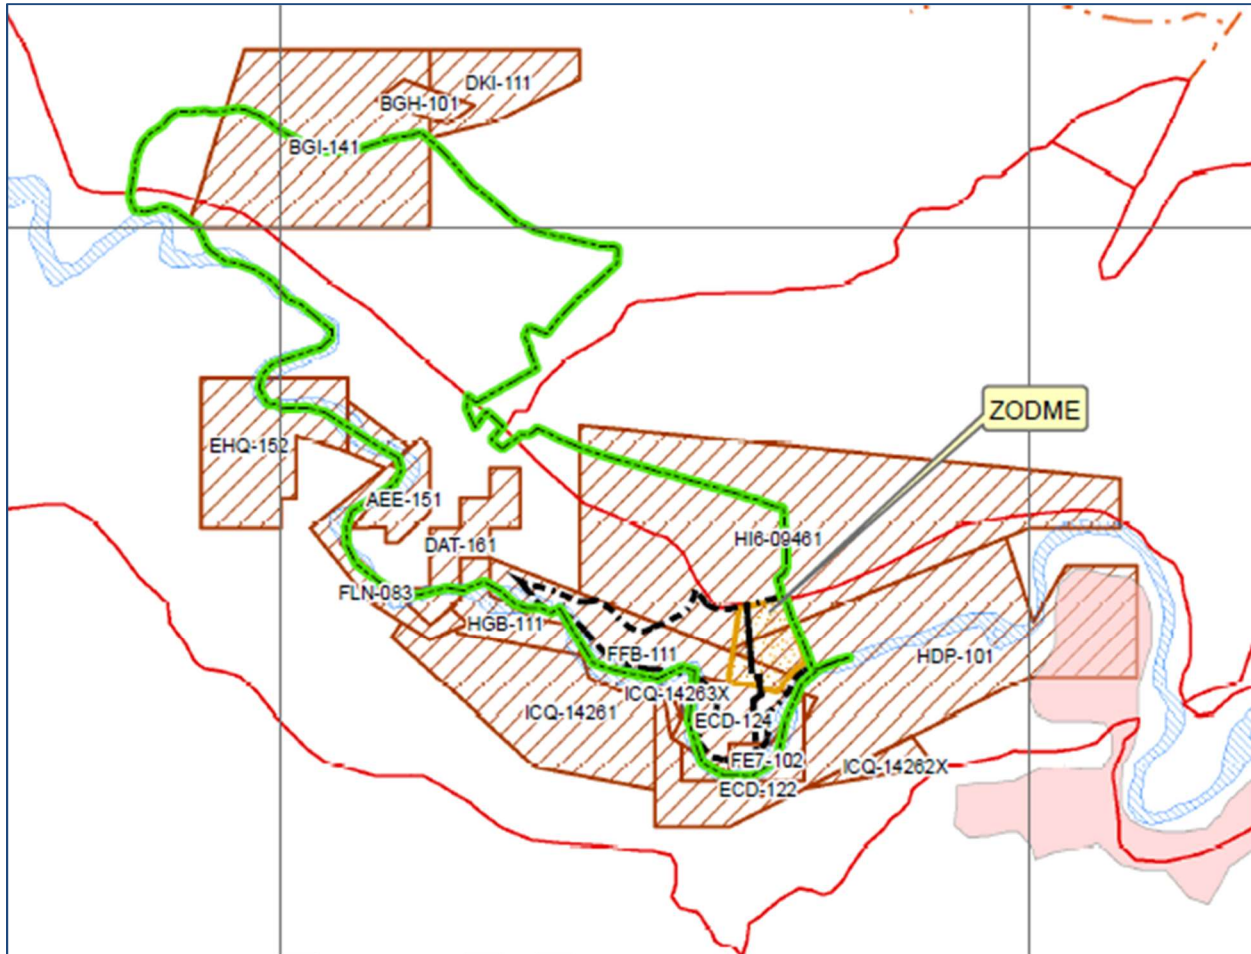 DKI-111
BGH-101
BGI-141
ZODME
EHQ-152
AEE-151
DAT-161
HI6-09461
FLN-083
HGB-111
FFB-111
HDP-101
ICQ-14263X
ICQ-14261
ECD-124
FE7-102
ICQ-14262X
ECD-122